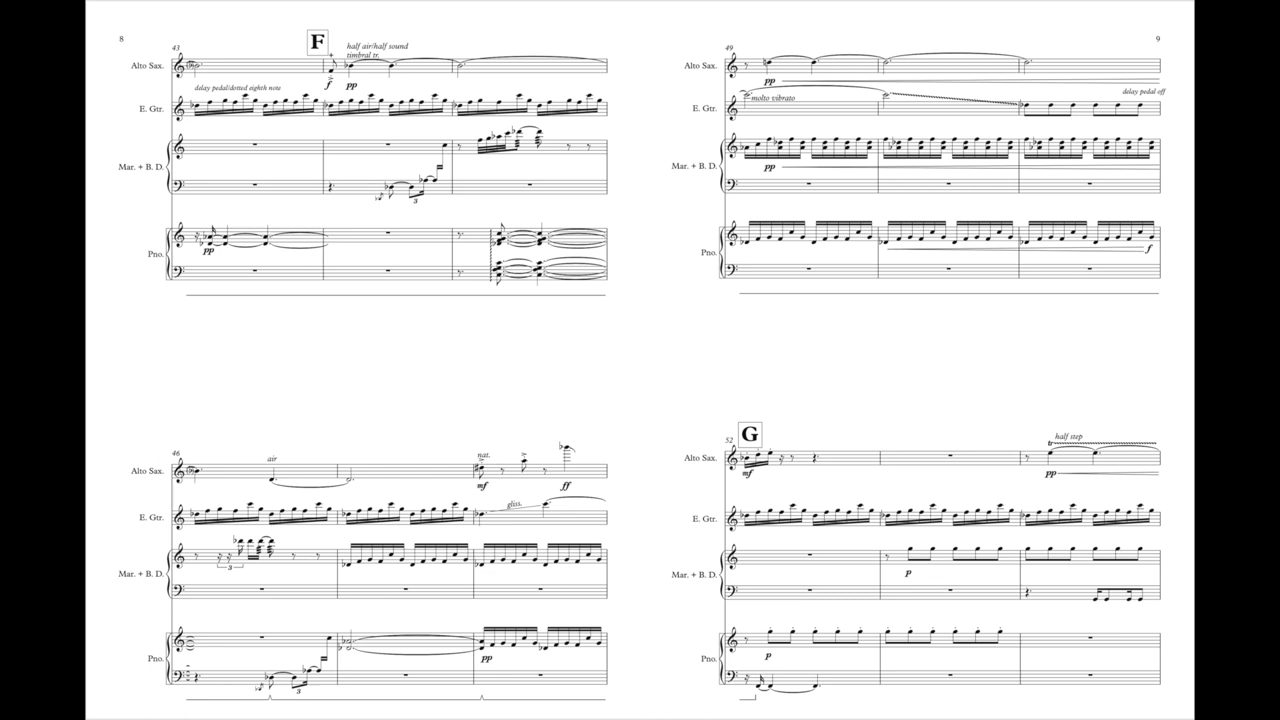 8
43
F
half air/half sound
timbral tr.
Alto Sax.
f
pp
delay pedal/dotted eighth note
E. Gtr.
Mar. + B. D.
3
pp
Pno.
46
air
nat.
Alto Sax.
mf
ff
gliss.
E. Gtr.
3
Mar. + B. D.
pp
Pno.
3
9
49
Alto Sax.
pp
molto vibrato
delay pedal off
E. Gtr.
Mar. + B. D.
pp
f
Pno.
52
G
half step
tr
Alto Sax.
mf
pp
E. Gtr.
Mar. + B. D.
p
Pno.
p